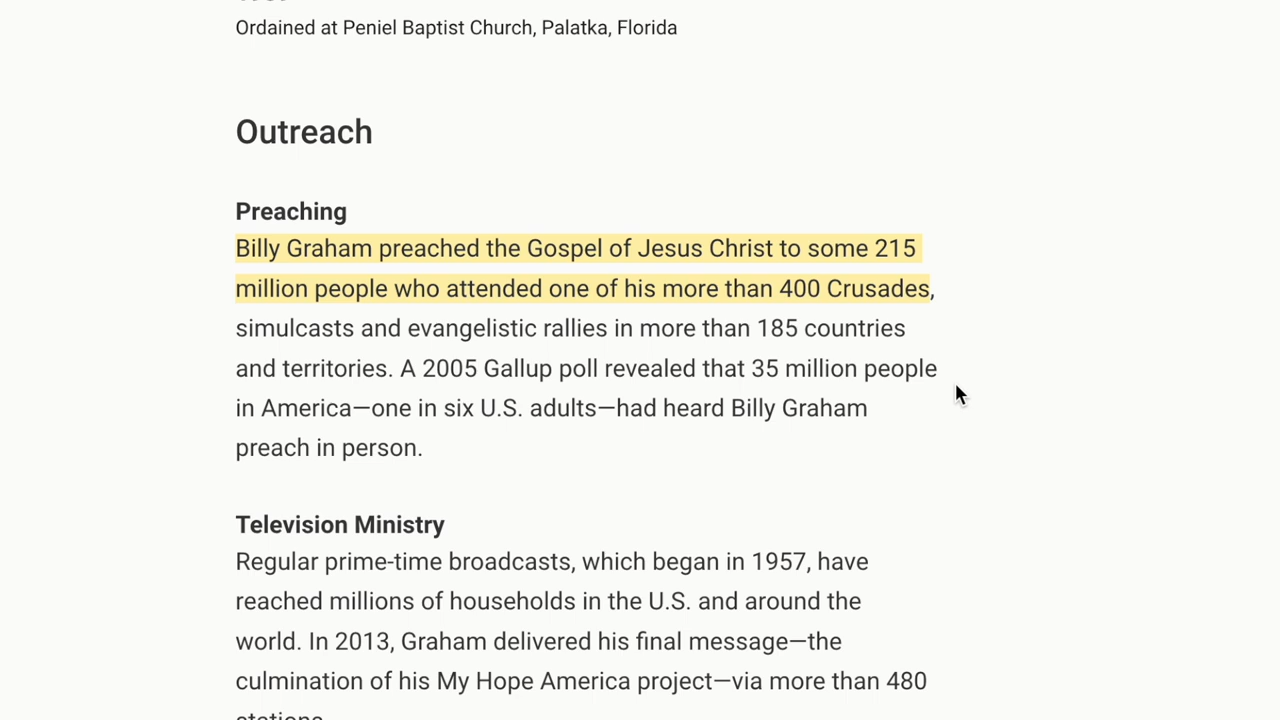 Ordained at Peniel Baptist Church, Palatka, Florida
Outreach
Preaching
Billy Graham preached the Gospel of Jesus Christ to some 215
million people who attended one of his more than 400 Crusades,
simulcasts and evangelistic rallies in more than 185 countries
and territories. A 2005 Gallup poll revealed that 35 million people
in America—one in six U.S. adults—had heard Billy Graham
preach in person.
Television Ministry
Regular prime-time broadcasts, which began in 1957, have
reached millions of households in the U.S. and around the
world. In 2013, Graham delivered his final message—the
culmination of his My Hope America project—via more than 480
stations.